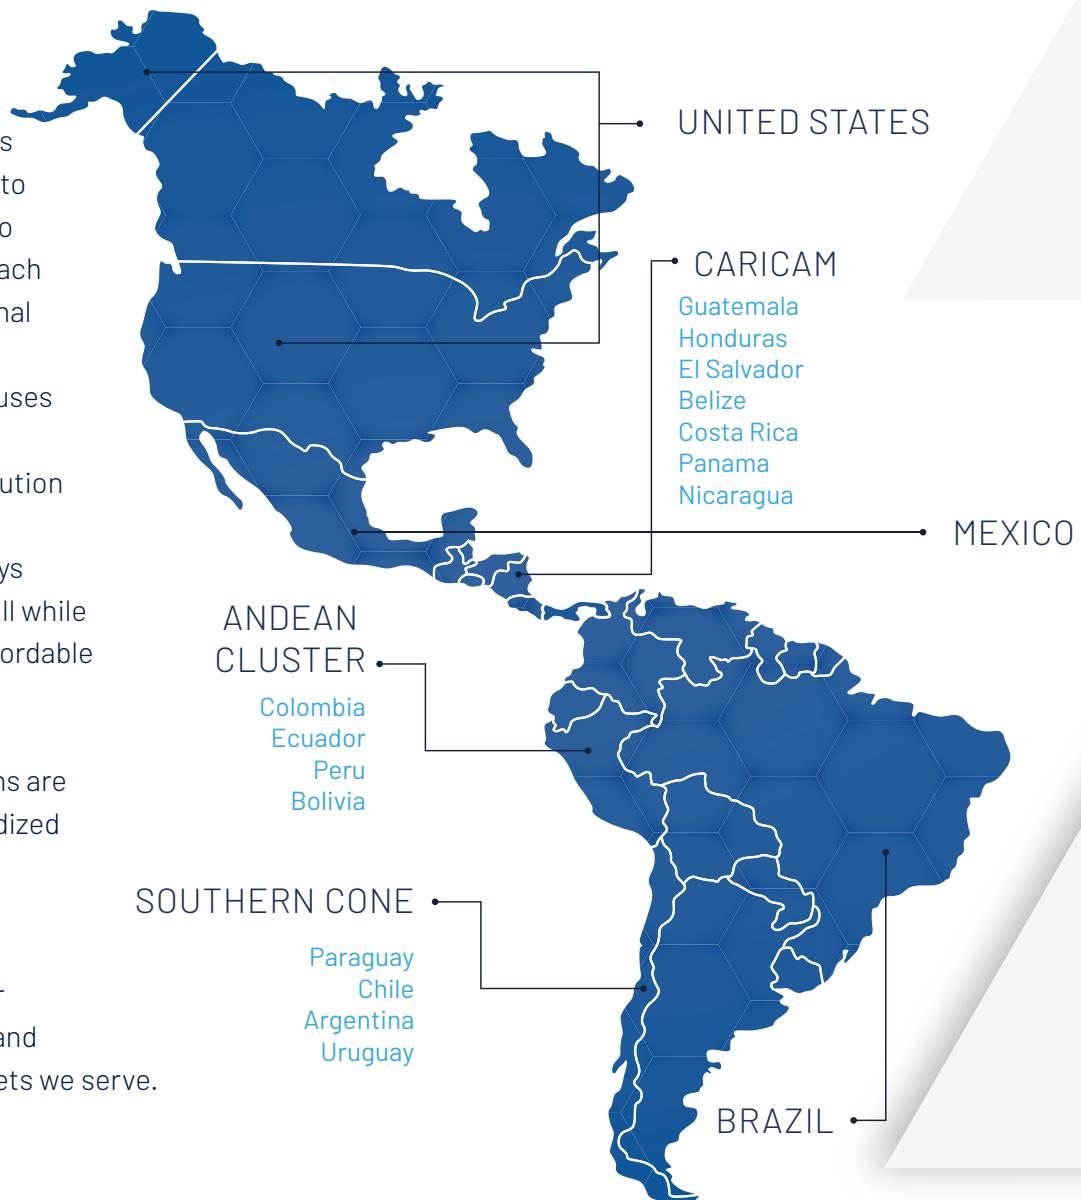 s
to
o
ach
nal
uses
ution
ys
ll while
ordable
ns are
dized
r
and
ets we serve.
UNITED STATES
CARICAM
Guatemala
Honduras
El Salvador
Belize
Costa Rica
Panama
Nicaragua
MEXICO
ANDEAN
CLUSTER
Colombia
Ecuador
Peru
Bolivia
SOUTHERN CONE
Paraguay
Chile
Argentina
Uruguay
BRAZIL